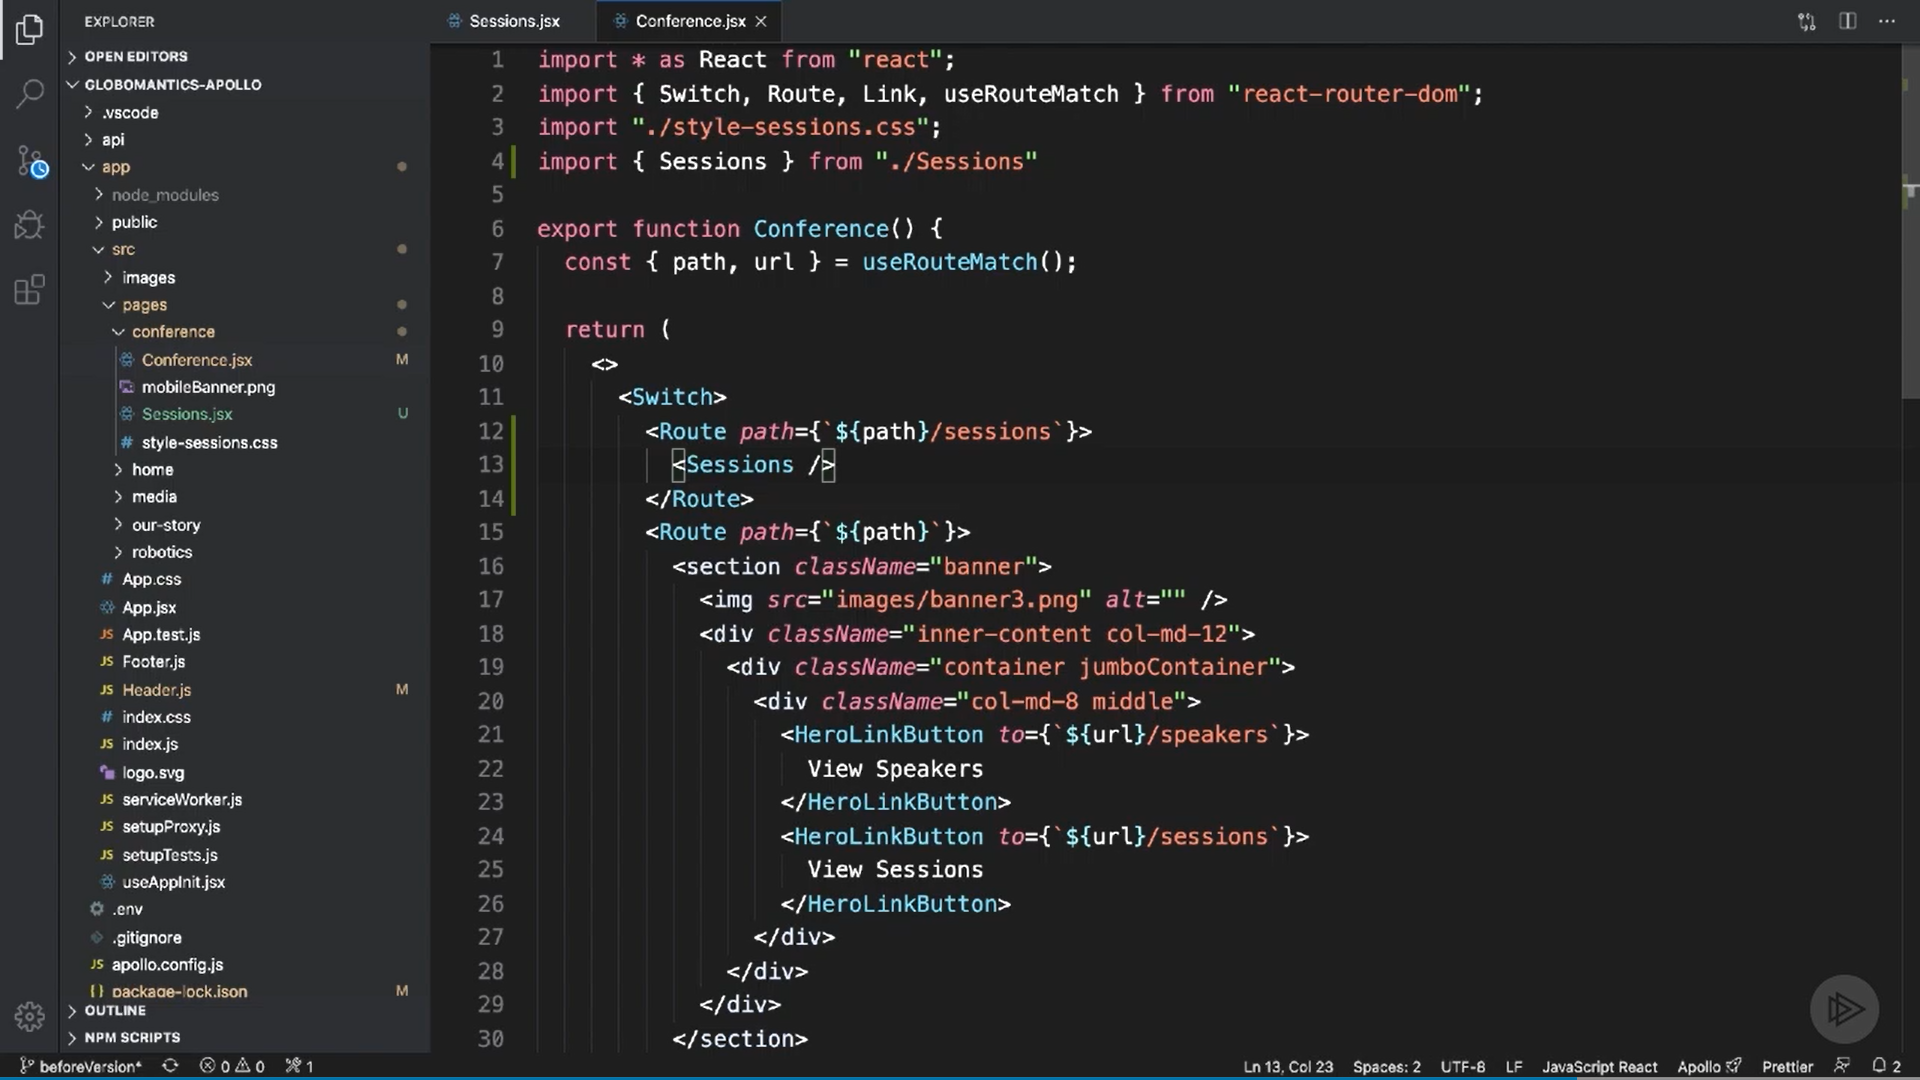 EXPLORER
OPEN EDITORS
GLOBOMANTICS-APOLLO
.vscode
api
app
node_modules
public
src
images
pages
conference
Conference.jsx M
mobileBanner.png
Sessions.jsx U
# style-sessions.css
home
media
our-story
robotics
# App.css
App.jsx
JS App.test.js
JS Footer.js
JS Header.js M
# index.css
JS index.js
logo.svg
JS serviceWorker.js
JS setupProxy.js
JS setupTests.js
useAppInit.jsx
.env
.gitignore
JS apollo.config.js
{} package-lock.json M
OUTLINE
NPM SCRIPTS
Sessions.jsx Conference.jsx
1 import * as React from "react";
2 import { Switch, Route, Link, useRouteMatch } from "react-router-dom";
3 import "./style-sessions.css";
4 import { Sessions } from "./Sessions"
5
6 export function Conference() {
7 const { path, url } = useRouteMatch();
8
9 return (
10 <>
11 <Switch>
12 <Route path={`${path}/sessions`}>
13 <Sessions />
14 </Route>
15 <Route path={`${path}`}>
16 <section className="banner">
17 <img src="images/banner3.png" alt="" />
18 <div className="inner-content col-md-12">
19 <div className="container jumboContainer">
20 <div className="col-md-8 middle">
21 <HeroLinkButton to={`${url}/speakers`}>
22 View Speakers
23 </HeroLinkButton>
24 <HeroLinkButton to={`${url}/sessions`}>
25 View Sessions
26 </HeroLinkButton>
27 </div>
28 </div>
29 </div>
30 </section>
beforeVersion* 0 0 1 Ln 13, Col 23 Spaces: 2 UTF-8 LF JavaScript React Apollo Prettier 2